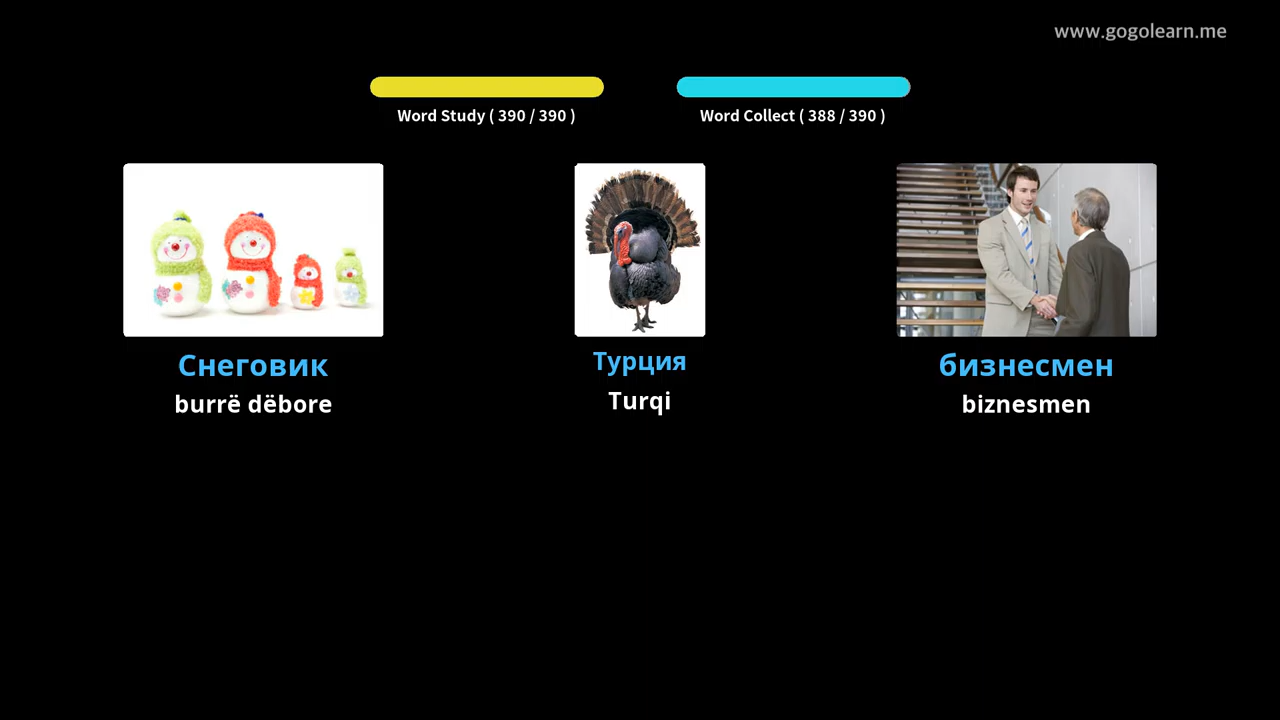 www.gogolearn.me
Word Study ( 390 / 390 )
Word Collect ( 388 / 390 )
Снеговик
burrë dëbore
Турция
Turqi
бизнесмен
biznesmen